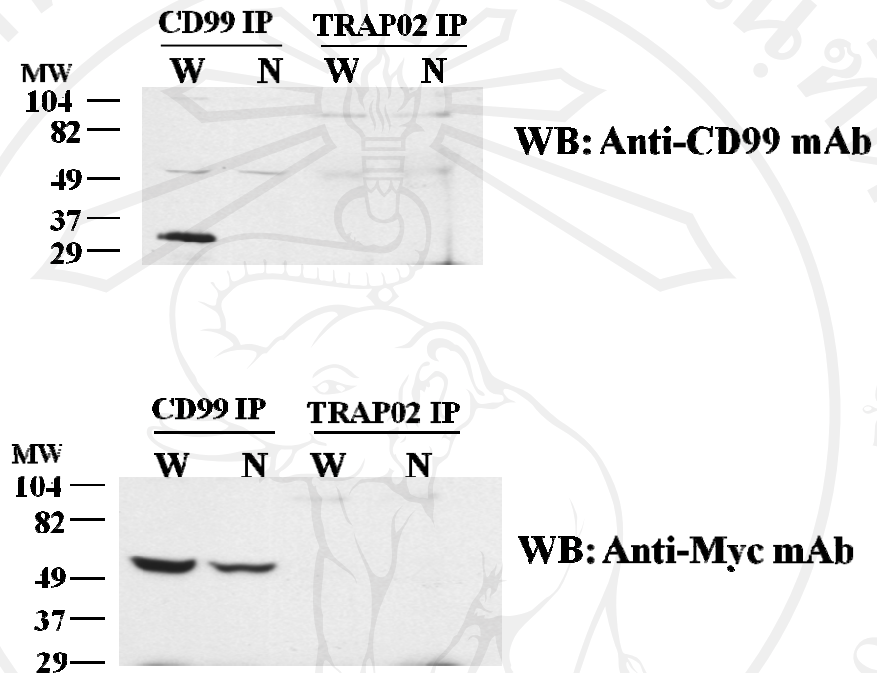 CD99 IP TRAP02 IP
MW W N W N
104
82
WB: Anti-CD99 mAb
49
37
29
CD99 IP TRAP02 IP
MW W N W N
104
82
WB: Anti-Myc mAb
49
37
29